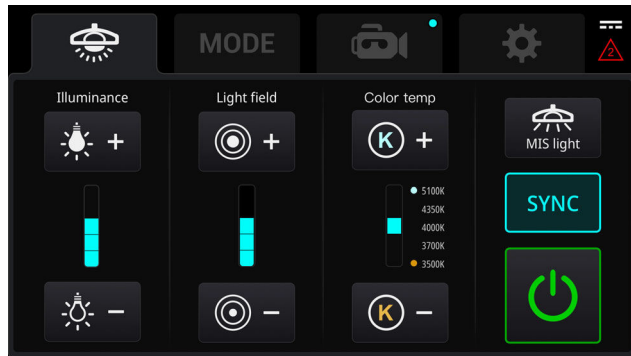 MODE
2
Illuminance
Light field
Color temp
+
+
K +
MIS light
5100K
4350K
4000K
3700K
3500K
SYNC
−
−
K −